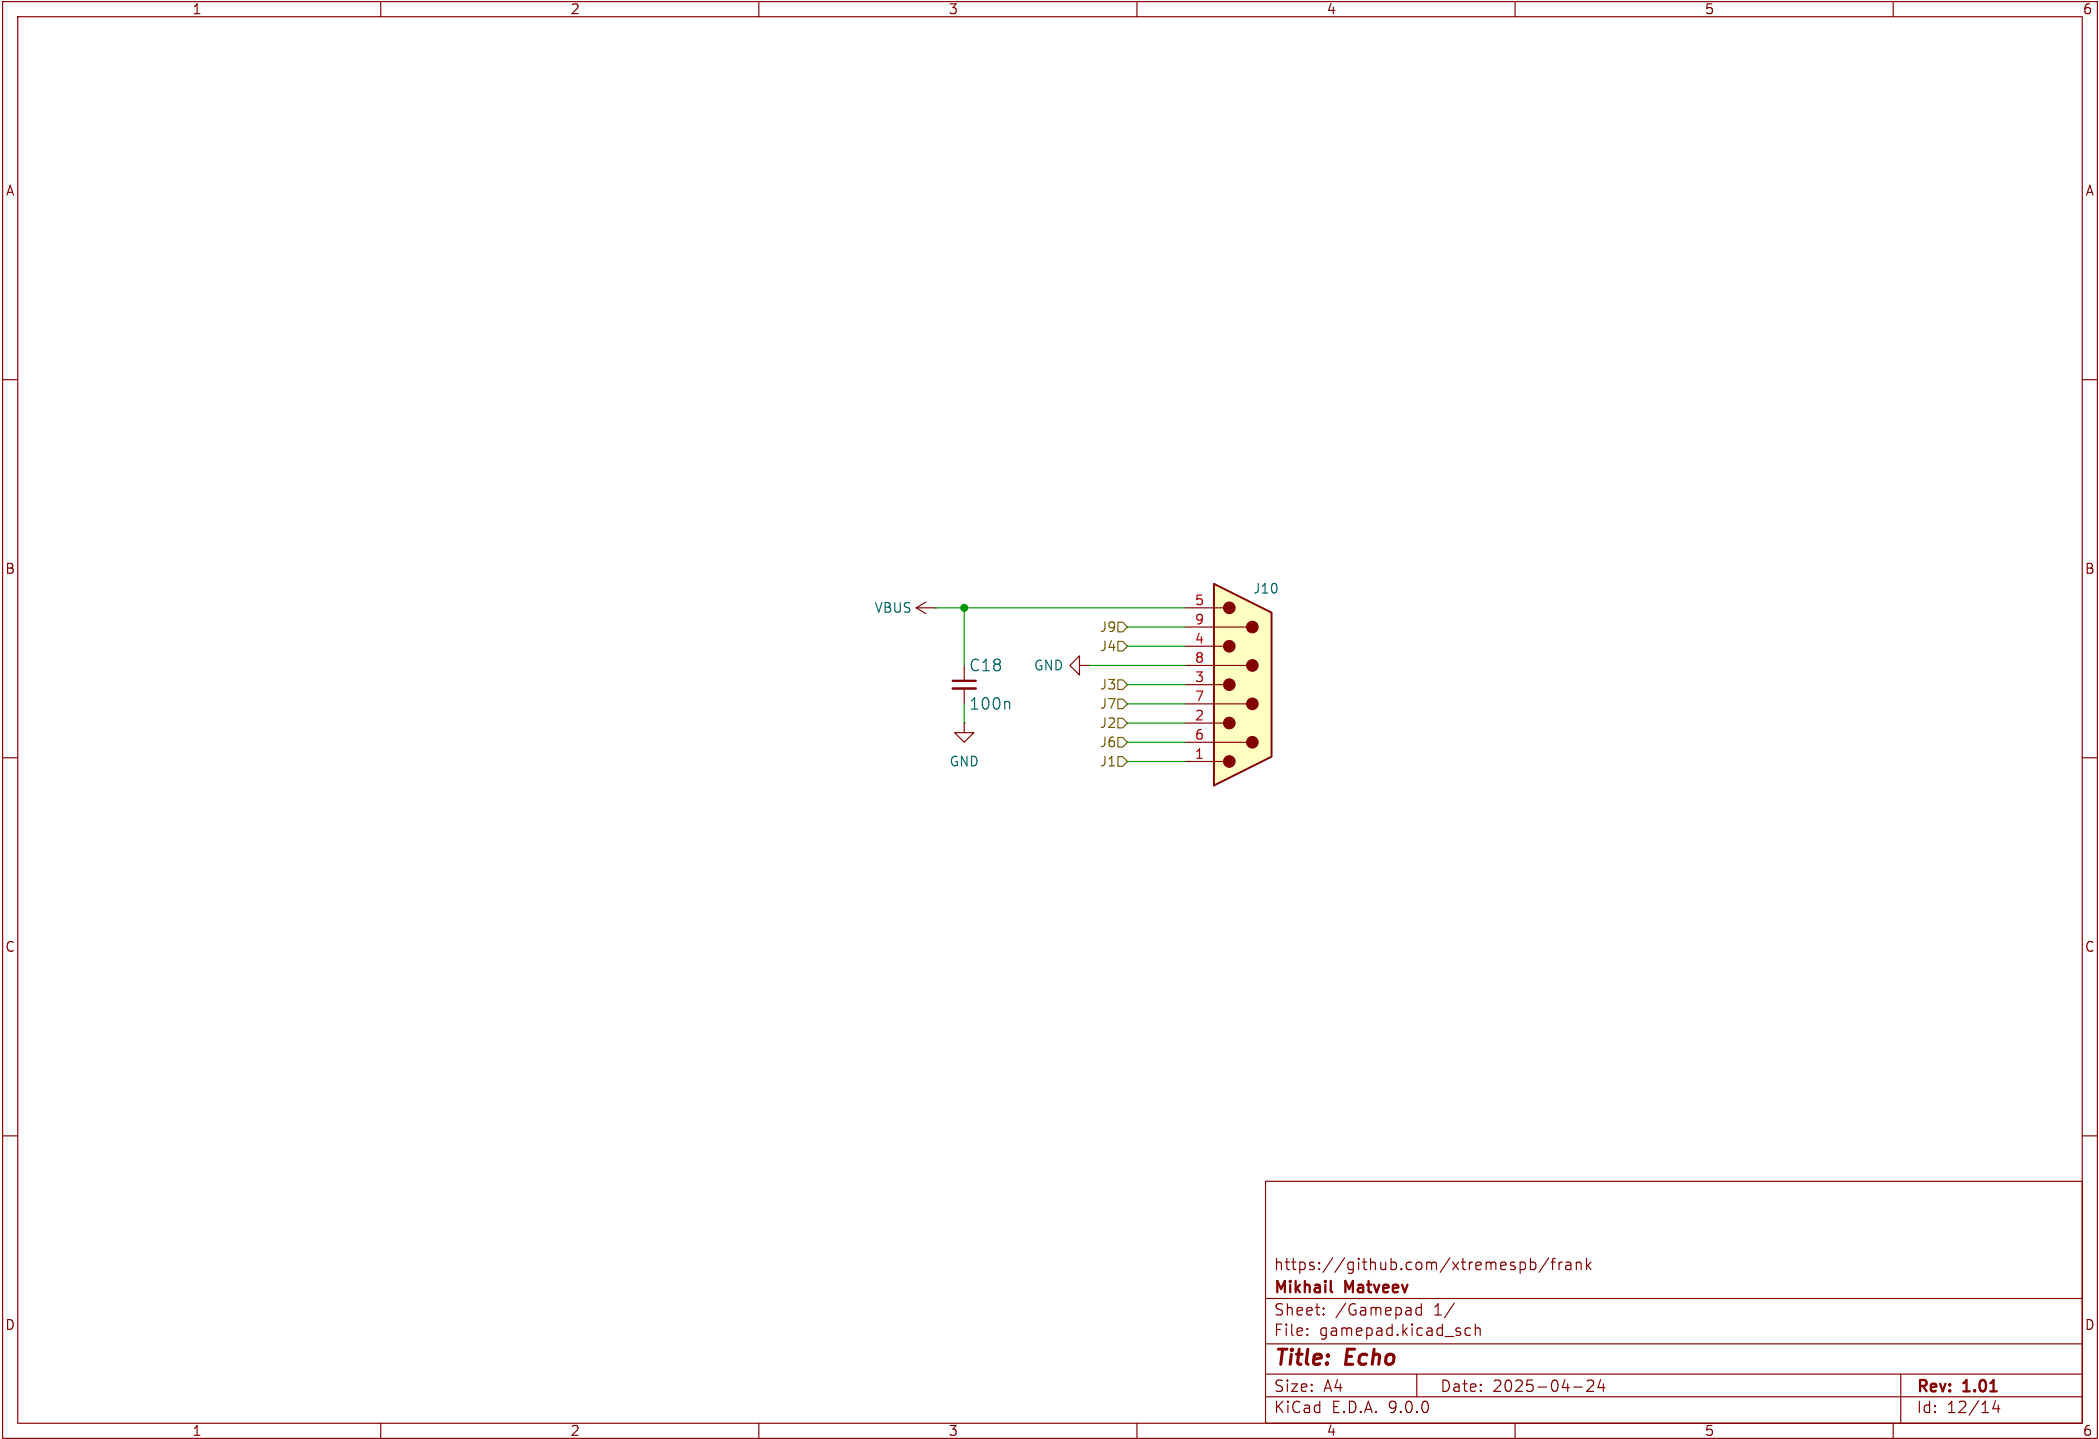 1 2 3 4 5 6
A A
J10
VBUS 5
J9 9
J4 4
B B
C18 GND 8
J3 3
100n J7 7
J2 2
J6 6
GND J1 1
C C
https://github.com/xtremespb/frank
Mikhail Matveev
Sheet: /Gamepad 1/
D D
File: gamepad.kicad_sch
Title: Echo
Size: A4 Date: 2025-04-24 Rev: 1.01
KiCad E.D.A. 9.0.0 Id: 12/14
1 2 3 4 5 6